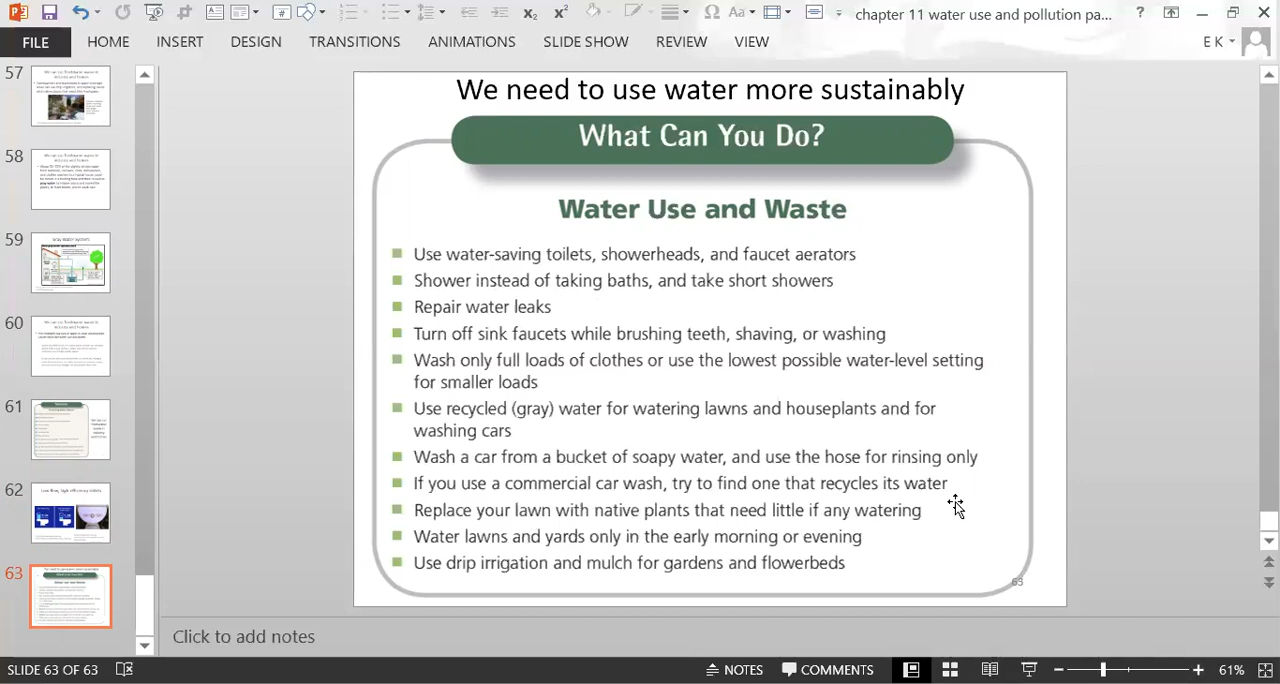 chapter 11 water use and pollution pa...
FILE HOME INSERT DESIGN TRANSITIONS ANIMATIONS SLIDE SHOW REVIEW VIEW E K
57
58
59
60
61
62
63
We need to use water more sustainably
What Can You Do?
Water Use and Waste
Use water-saving toilets, showerheads, and faucet aerators
Shower instead of taking baths, and take short showers
Repair water leaks
Turn off sink faucets while brushing teeth, shaving, or washing
Wash only full loads of clothes or use the lowest possible water-level setting
for smaller loads
Use recycled (gray) water for watering lawns and houseplants and for
washing cars
Wash a car from a bucket of soapy water, and use the hose for rinsing only
If you use a commercial car wash, try to find one that recycles its water
Replace your lawn with native plants that need little if any watering
Water lawns and yards only in the early morning or evening
Use drip irrigation and mulch for gardens and flowerbeds
63
Click to add notes
SLIDE 63 OF 63 NOTES COMMENTS 61%